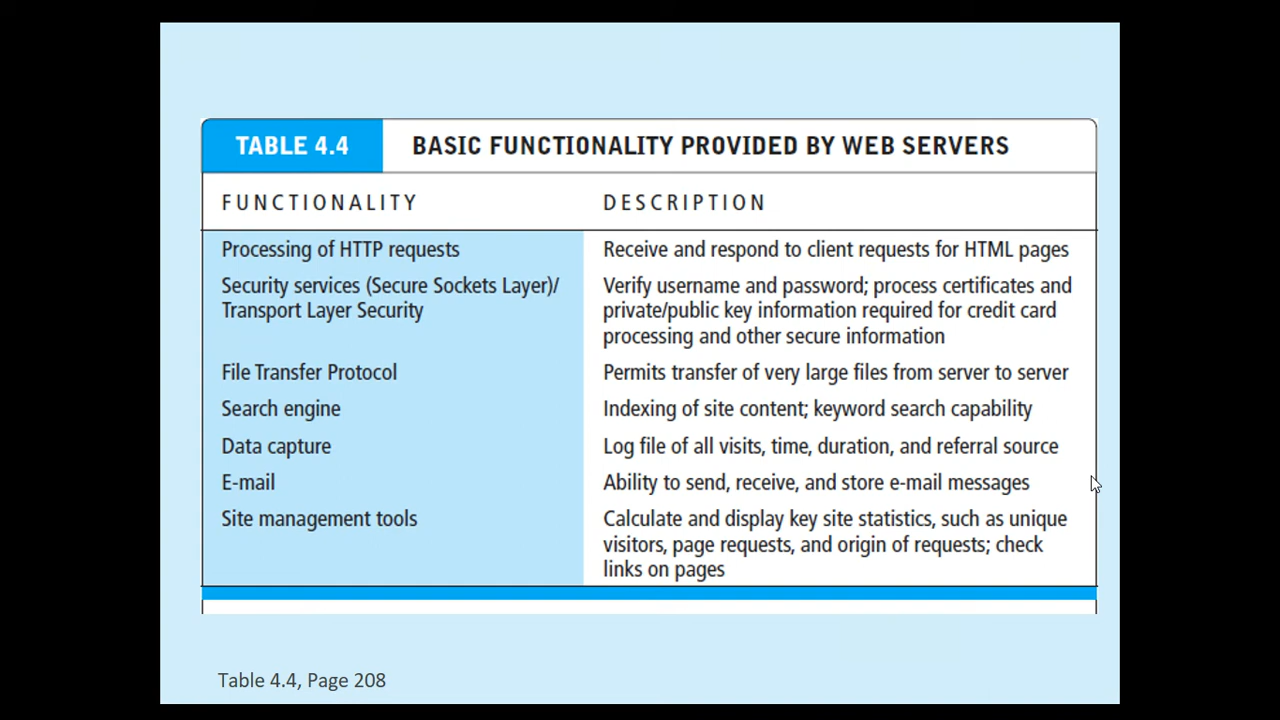 TABLE 4.4 BASIC FUNCTIONALITY PROVIDED BY WEB SERVERS
FUNCTIONALITY DESCRIPTION
Processing of HTTP requests Receive and respond to client requests for HTML pages
Security services (Secure Sockets Layer)/ Verify username and password; process certificates and
Transport Layer Security private/public key information required for credit card
processing and other secure information
File Transfer Protocol Permits transfer of very large files from server to server
Search engine Indexing of site content; keyword search capability
Data capture Log file of all visits, time, duration, and referral source
E-mail Ability to send, receive, and store e-mail messages
Site management tools Calculate and display key site statistics, such as unique
visitors, page requests, and origin of requests; check
links on pages
Table 4.4, Page 208